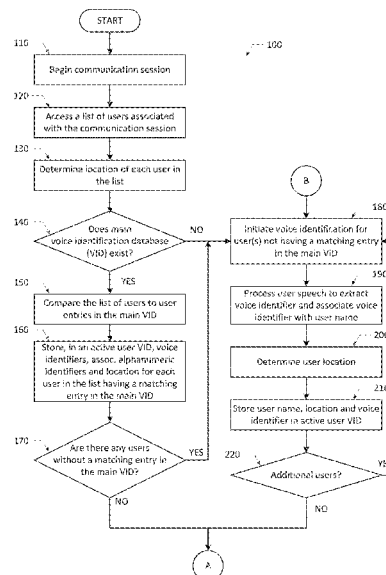 START
100
110
Begin communication session
120
Access a list of users associated
with the communication session
130
Determine location of each user in
the list
140
Does main
voice identification database
(VID) exist?
NO
YES
150
Compare the list of users to user
entries in the main VID
160
Store, in an active user VID, voice
identifiers, assoc. alphanumeric
identifiers and location for each
user in the list having a matching
entry in the main VID
170
Are there any users
without a matching entry in
the main VID?
YES
NO
B
180
Initiate voice identification for
user(s) not having a matching entry
in the main VID
190
Process user speech to extract
voice identifier and associate voice
identifier with user name
200
Determine user location
210
Store user name, location and voice
identifier in active user VID
220
Additional users?
YES
NO
A